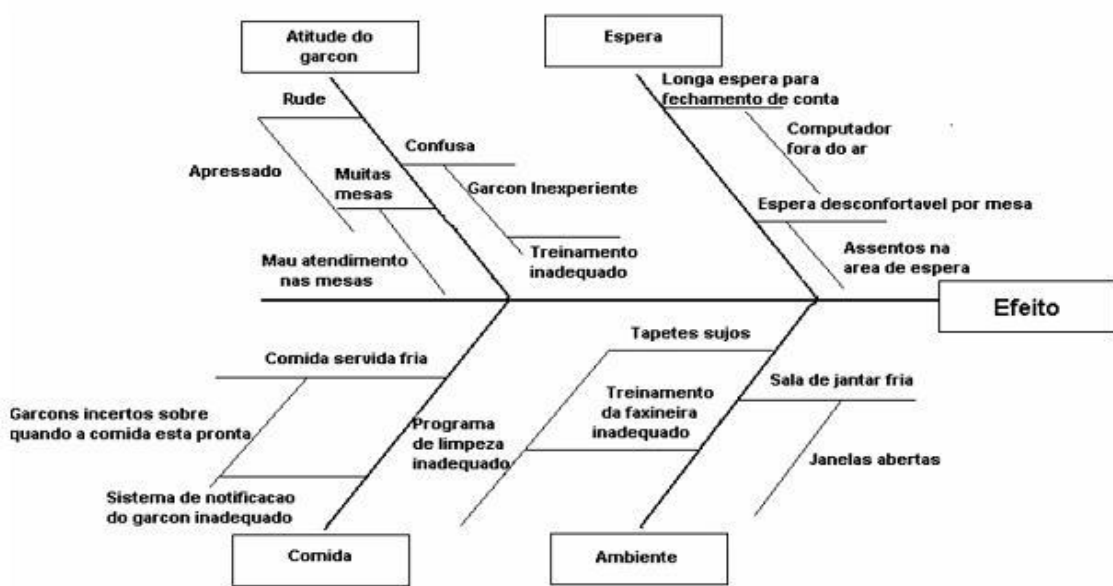 Atitude do
garcon
Espera
Rude
Apressado
Muitas
mesas
Mau atendimento
nas mesas
Confusa
Garcon Inexperiente
Treinamento
inadequado
Longa espera para
fechamento de conta
Computador
fora do ar
Espera desconfortavel por mesa
Assentos na
area de espera
Efeito
Comida servida fria
Garcons incertos sobre
quando a comida esta pronta
Sistema de notificacao
do garcon inadequado
Comida
Tapetes sujos
Programa
de limpeza
inadequado
Treinamento
da faxineira
inadequado
Sala de jantar fria
Janelas abertas
Ambiente